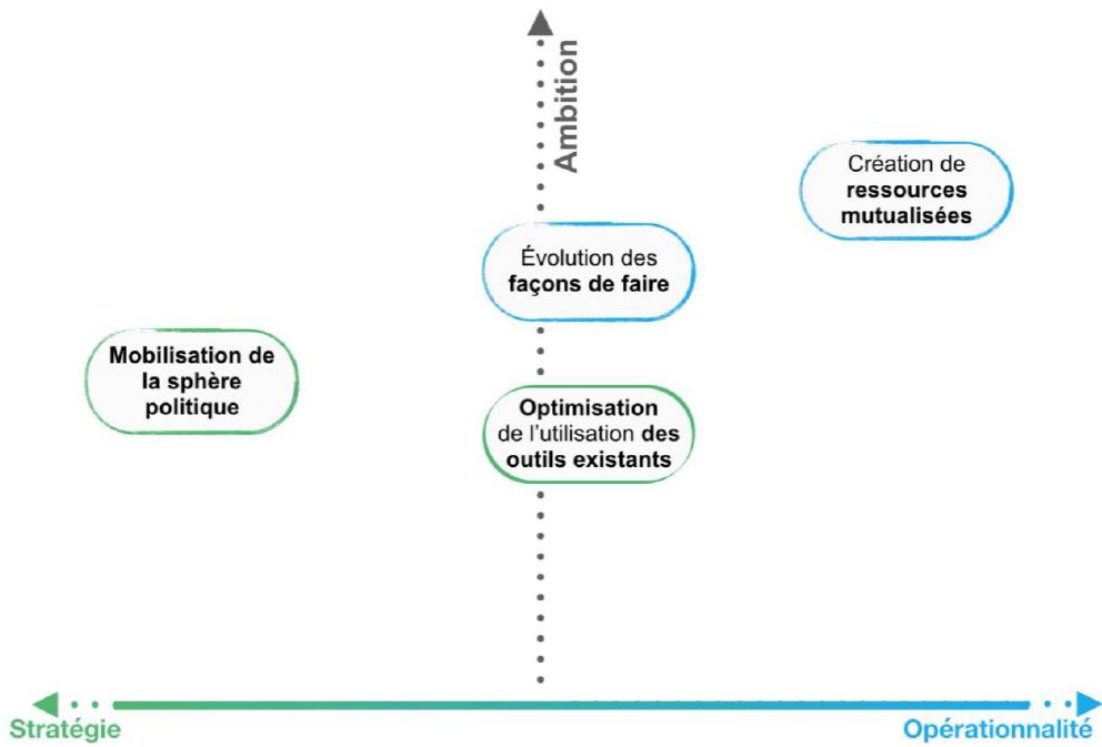 Ambition
Création de
ressources
mutualisées
Évolution des
façons de faire
Mobilisation de
la sphère
politique
Optimisation
de l'utilisation des
outils existants
Stratégie
Opérationnalité